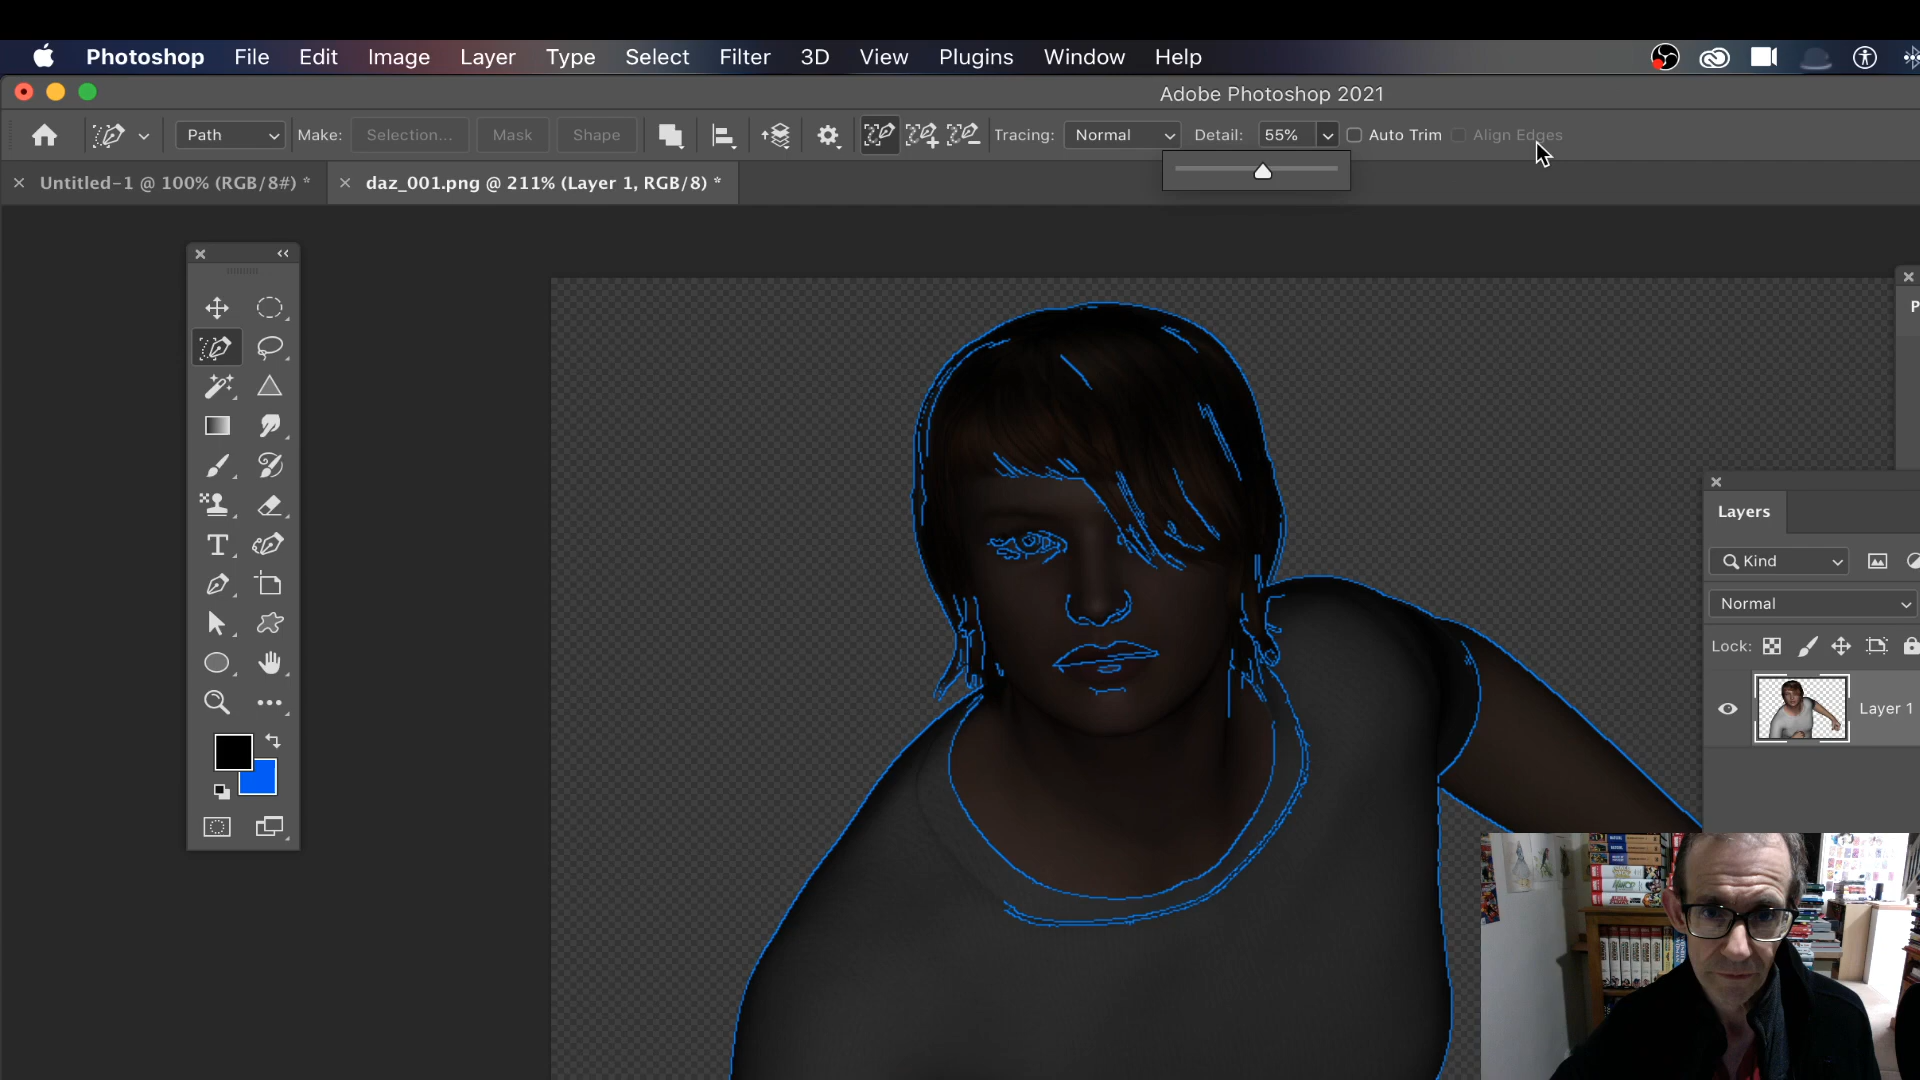 Photoshop File Edit Image Layer Type Select Filter 3D View Plugins Window Help
Adobe Photoshop 2021
Path Make: Selection... Mask Shape Tracing: Normal Detail: 55% Auto Trim Align Edges
Untitled-1 @ 100% (RGB/8#) * daz_001.png @ 211% (Layer 1, RGB/8) *
P
Layers
Kind
Normal
Lock:
Layer 1